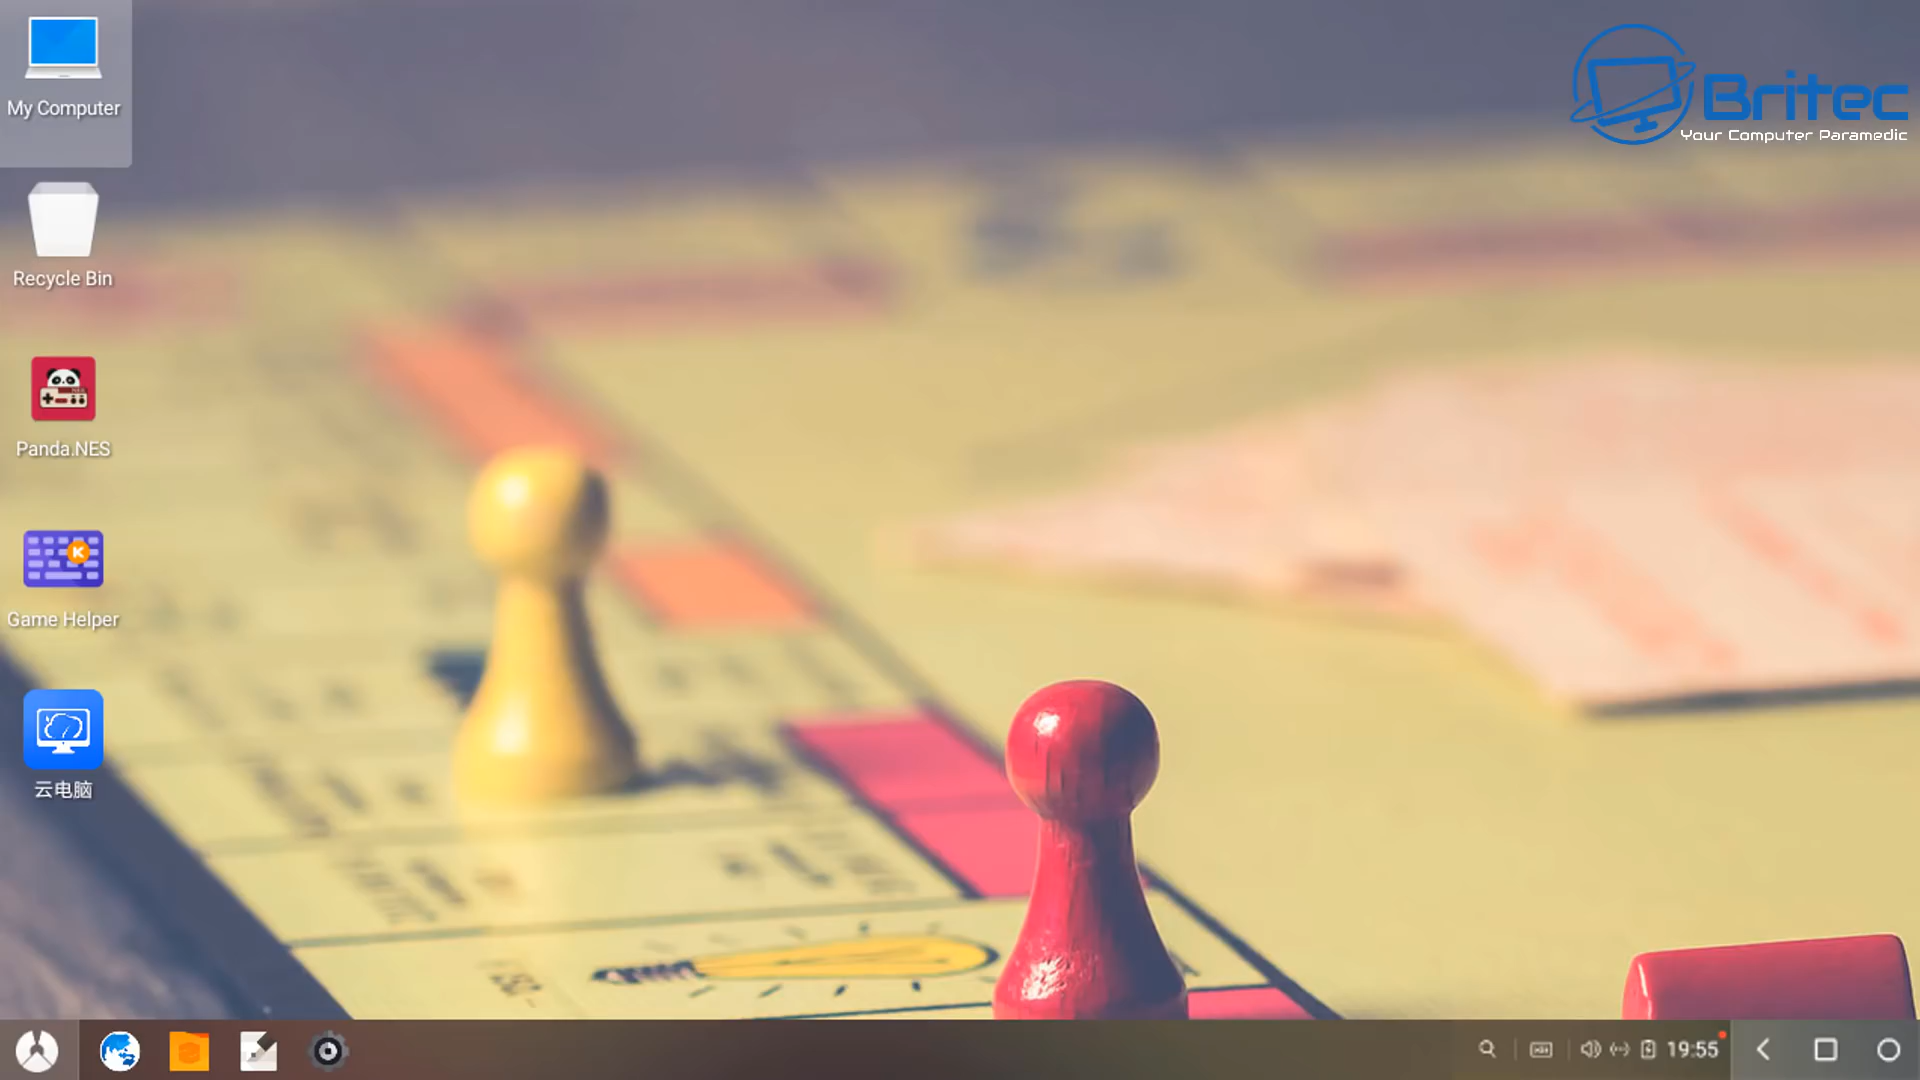 My Computer
Britec
Your Computer Paramedic
Recycle Bin
Panda.NES
Game Helper
云电脑
19:55